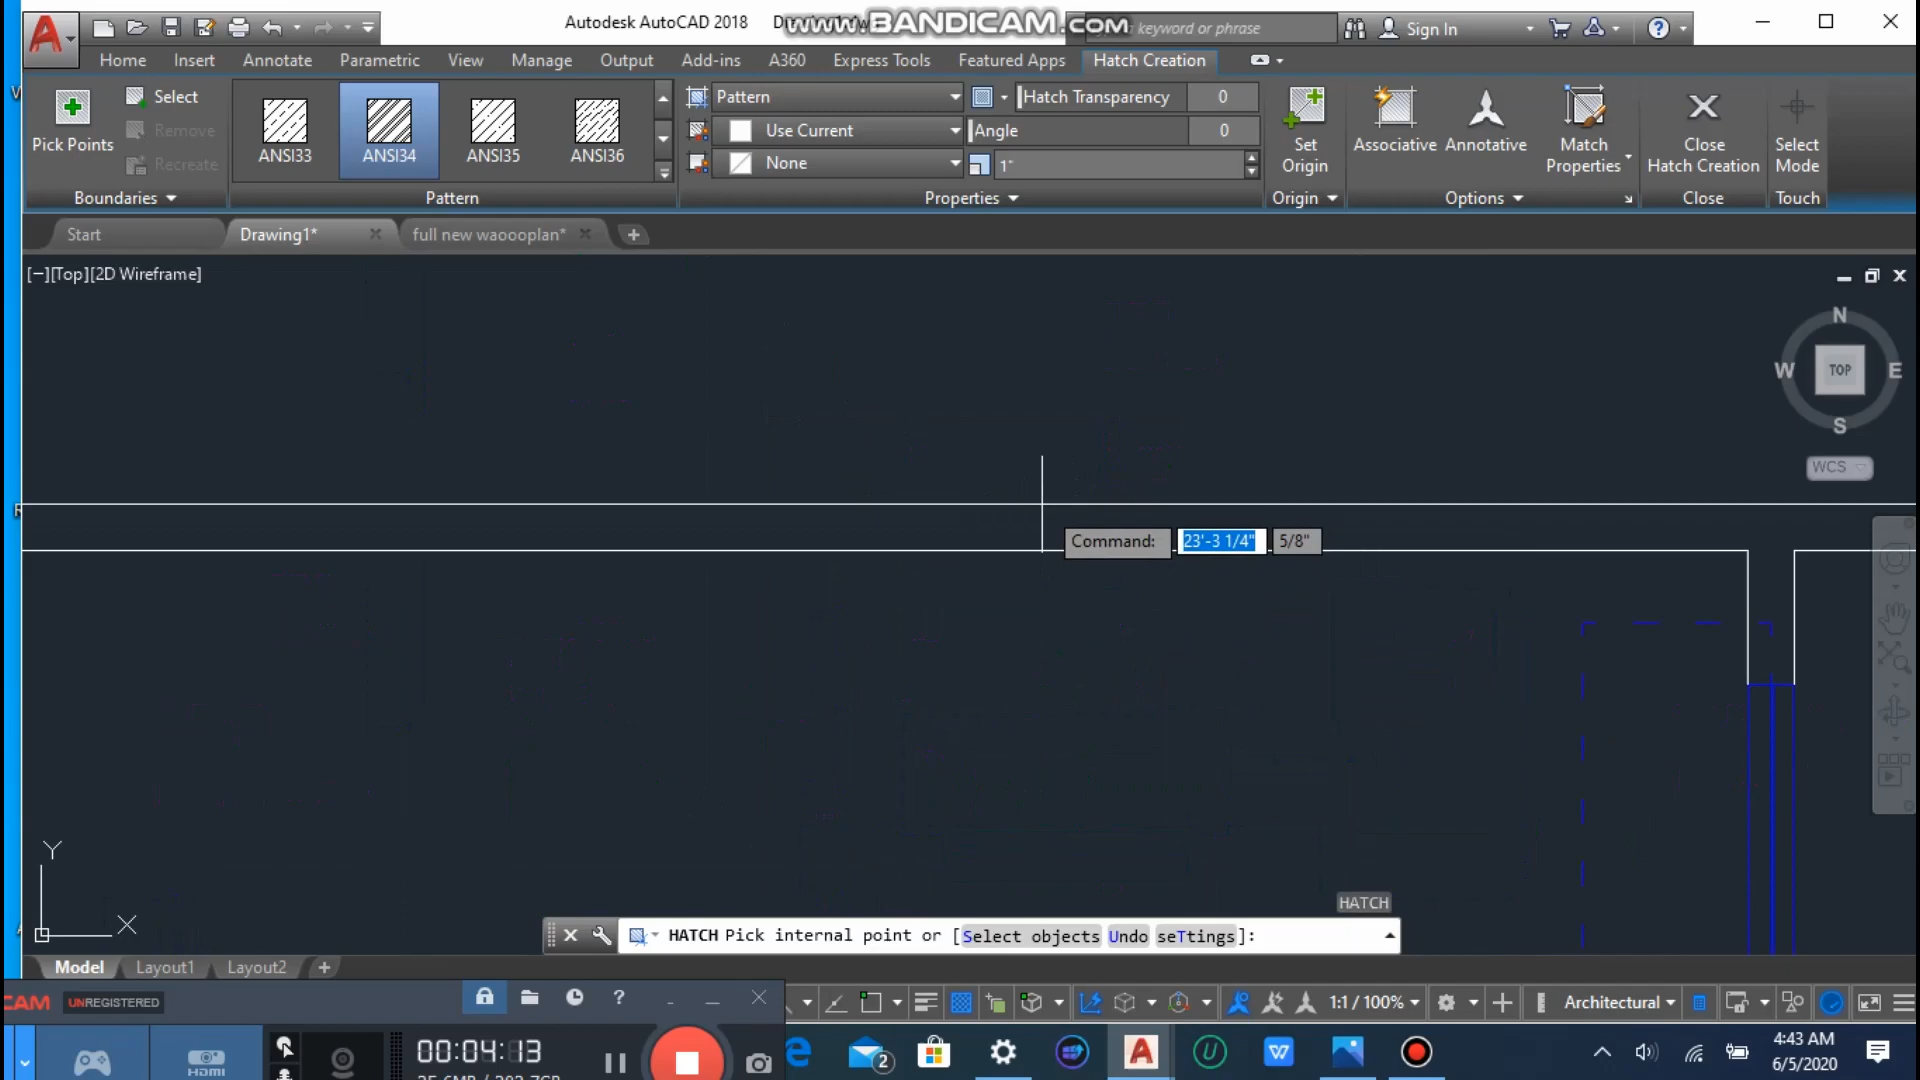 Autodesk AutoCAD 2018
www.BANDICAM.com
keyword or phrase
Sign In
Home Insert Annotate Parametric View Manage Output Add-ins A360 Express Tools Featured Apps Hatch Creation
Pick Points
Select
Remove
Recreate
ANSI33
ANSI34
ANSI35
ANSI36
Pattern
Use Current
None
Hatch Transparency 0
Angle 0
1"
Set Origin
Associative
Annotative
Match Properties
Close Hatch Creation
Select Mode
Boundaries Pattern Properties Origin Options Close Touch
Start Drawing1* full new waoooplan*
[−][Top][2D Wireframe]
N
W TOP E
S
WCS
Command: 23'-3 1/4" 5/8"
Y
X
HATCH
HATCH Pick internal point or [Select objects Undo seTtings]:
Model Layout1 Layout2
CAM UNREGISTERED
1:1 / 100% Architectural
HDMI
00:04:13
2
4:43 AM
6/5/2020